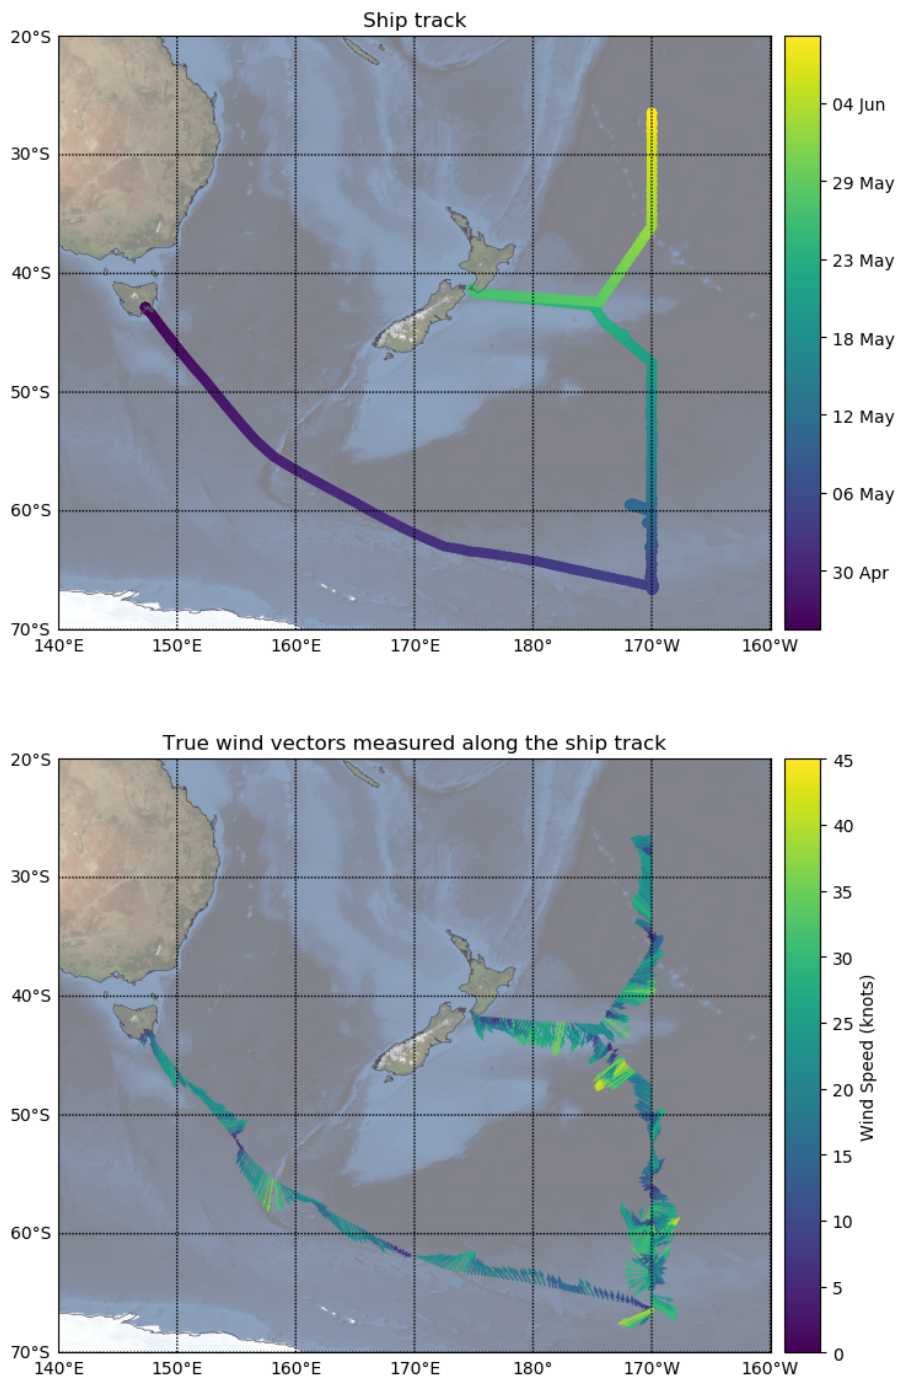 Ship track
20°S
30°S
40°S
50°S
60°S
70°S
140°E 150°E 160°E 170°E 180° 170°W 160°W
04 Jun
29 May
23 May
18 May
12 May
06 May
30 Apr
True wind vectors measured along the ship track
20°S
30°S
40°S
50°S
60°S
70°S
140°E 150°E 160°E 170°E 180° 170°W 160°W
45
40
35
30
25
20
15
10
5
0
Wind Speed (knots)